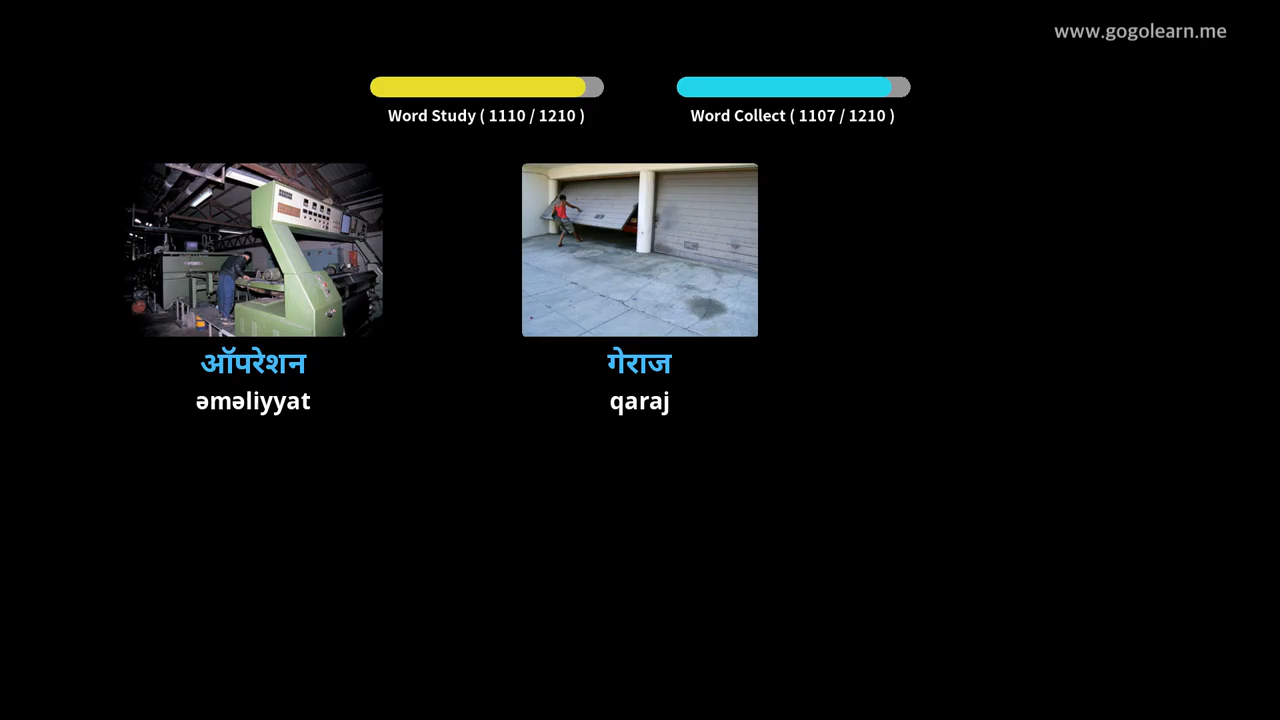 www.gogolearn.me
Word Study ( 1110 / 1210 )
Word Collect ( 1107 / 1210 )
ऑपरेशन
əməliyyat
गेराज
qaraj